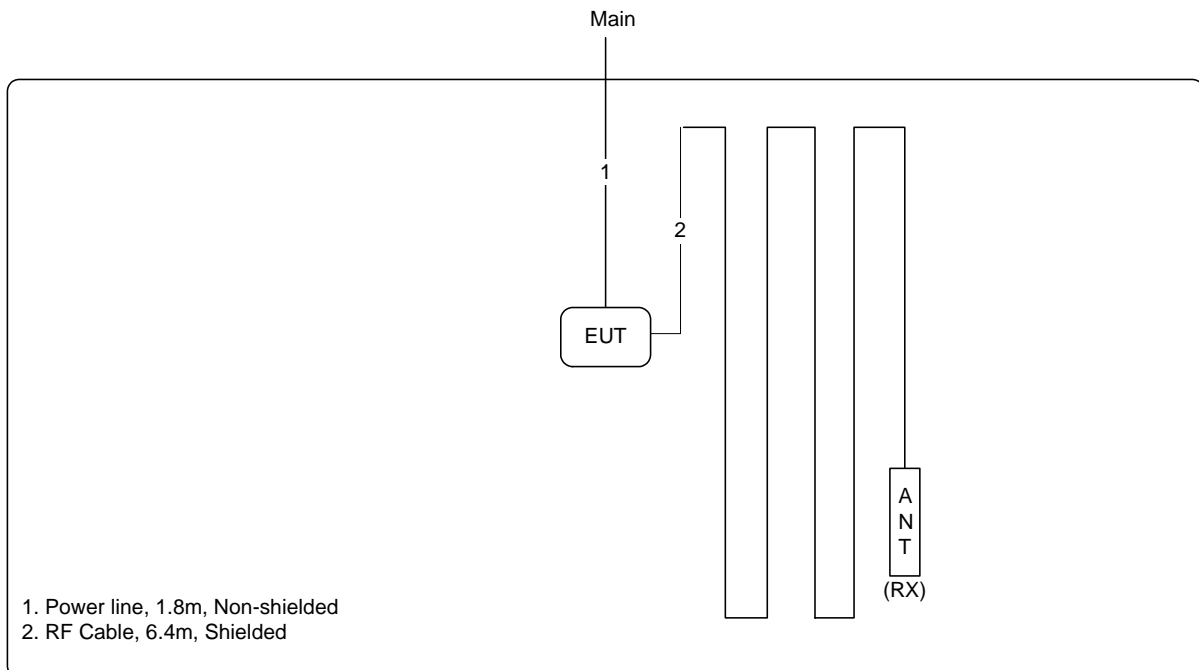 Main
1
2
EUT
A
N
T
(RX)
1. Power line, 1.8m, Non-shielded
2. RF Cable, 6.4m, Shielded